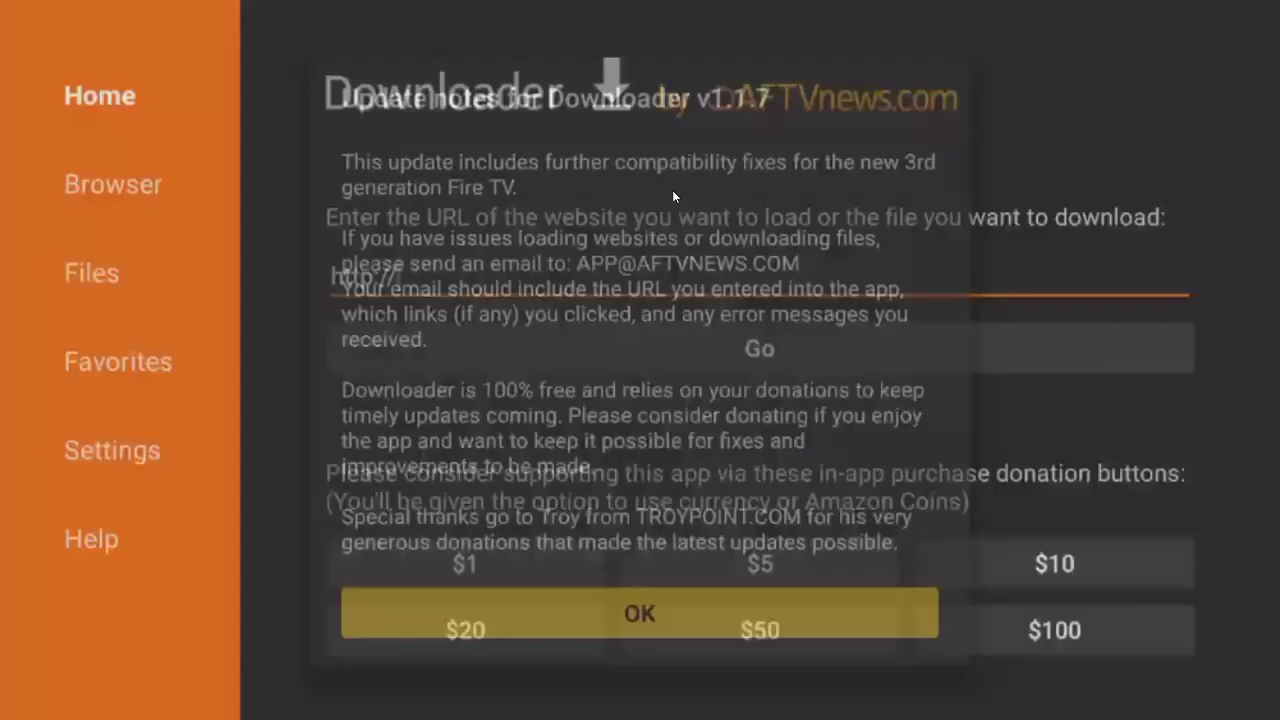 Home
Browser
Files
Favorites
Settings
Help
Downloader by AFTVnews.com
Update notes for Downloader v1.1.7
This update includes further compatibility fixes for the new 3rd
generation Fire TV.
Enter the URL of the website you want to load or the file you want to download:
If you have issues loading websites or downloading files,
please send an email to: APP@AFTVNEWS.COM
http://
Your email should include the URL you entered into the app,
which links (if any) you clicked, and any error messages you
received.
Go
Downloader is 100% free and relies on your donations to keep
timely updates coming. Please consider donating if you enjoy
the app and want to keep it possible for fixes and
improvements to be made.
Please consider supporting this app via these in-app purchase donation buttons:
(You'll be given the option to use currency or Amazon Coins)
Special thanks go to Troy from TROYPOINT.COM for his very
generous donations that made the latest updates possible.
$1 $5 $10
OK
$20 $50 $100